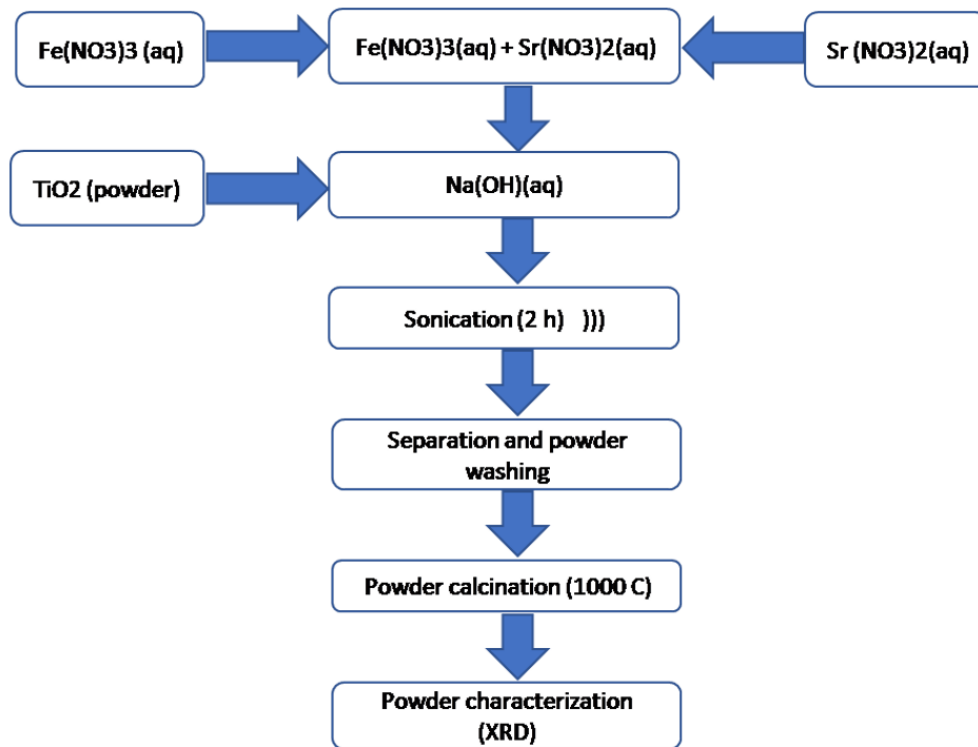 Fe(NO3)3 (aq)
Fe(NO3)3(aq) + Sr(NO3)2(aq)
Sr (NO3)2(aq)
TiO2 (powder)
Na(OH)(aq)
Sonication (2 h) )))
Separation and powder
washing
Powder calcination (1000 C)
Powder characterization
(XRD)